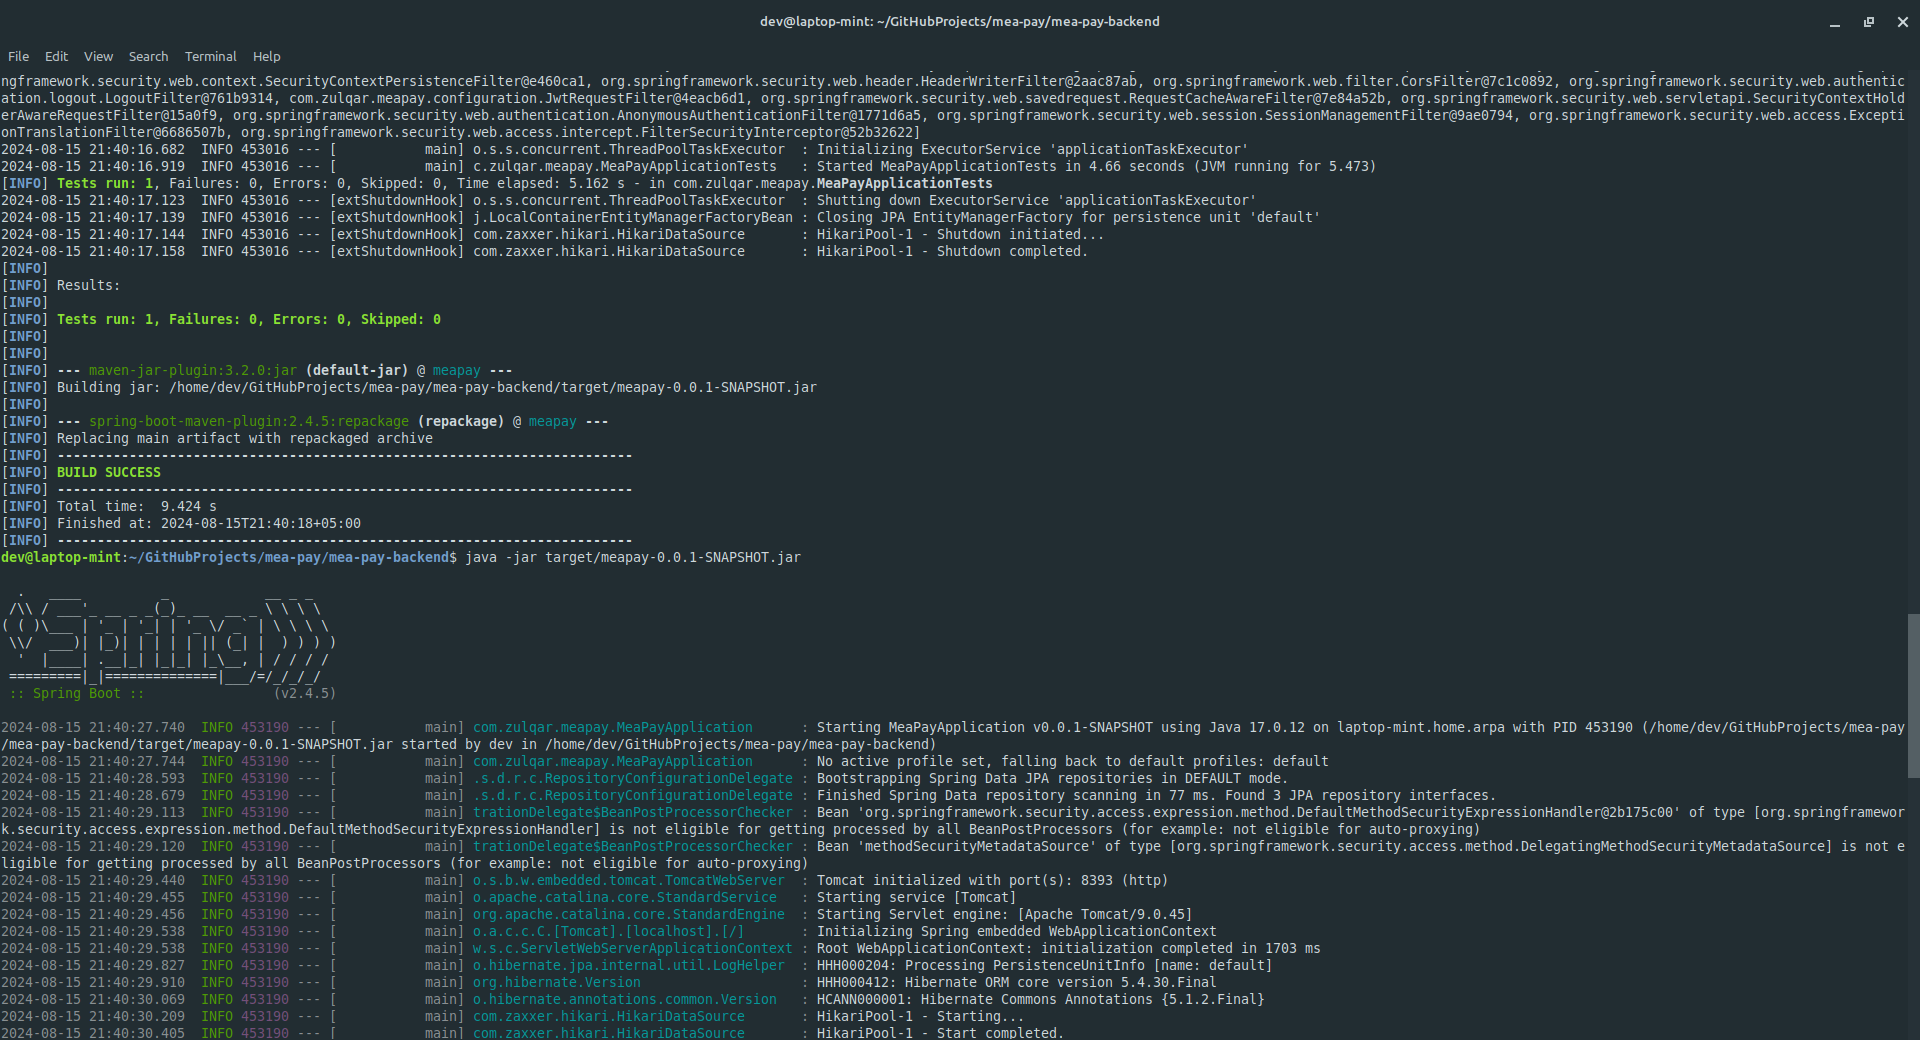 dev@laptop-mint: ~/GitHubProjects/mea-pay/mea-pay-backend
File Edit View Search Terminal Help
ngframework.security.web.context.SecurityContextPersistenceFilter@e460ca1, org.springframework.security.web.header.HeaderWriterFilter@2aac87ab, org.springframework.web.filter.CorsFilter@7c1c0892, org.springframework.security.web.authentic
ation.logout.LogoutFilter@761b9314, com.zulqar.meapay.configuration.JwtRequestFilter@4eacb6d1, org.springframework.security.web.savedrequest.RequestCacheAwareFilter@7e84a52b, org.springframework.security.web.servletapi.SecurityContextHold
erAwareRequestFilter@15a0f9, org.springframework.security.web.authentication.AnonymousAuthenticationFilter@1771d6a5, org.springframework.security.web.session.SessionManagementFilter@9ae0794, org.springframework.security.web.access.Excepti
onTranslationFilter@6686507b, org.springframework.security.web.access.intercept.FilterSecurityInterceptor@52b32622]
2024-08-15 21:40:16.682  INFO 453016 --- [           main] o.s.s.concurrent.ThreadPoolTaskExecutor  : Initializing ExecutorService 'applicationTaskExecutor'
2024-08-15 21:40:16.919  INFO 453016 --- [           main] c.zulqar.meapay.MeaPayApplicationTests   : Started MeaPayApplicationTests in 4.66 seconds (JVM running for 5.473)
[INFO] Tests run: 1, Failures: 0, Errors: 0, Skipped: 0, Time elapsed: 5.162 s - in com.zulqar.meapay.MeaPayApplicationTests
2024-08-15 21:40:17.123  INFO 453016 --- [extShutdownHook] o.s.s.concurrent.ThreadPoolTaskExecutor  : Shutting down ExecutorService 'applicationTaskExecutor'
2024-08-15 21:40:17.139  INFO 453016 --- [extShutdownHook] j.LocalContainerEntityManagerFactoryBean : Closing JPA EntityManagerFactory for persistence unit 'default'
2024-08-15 21:40:17.144  INFO 453016 --- [extShutdownHook] com.zaxxer.hikari.HikariDataSource       : HikariPool-1 - Shutdown initiated...
2024-08-15 21:40:17.158  INFO 453016 --- [extShutdownHook] com.zaxxer.hikari.HikariDataSource       : HikariPool-1 - Shutdown completed.
[INFO]
[INFO] Results:
[INFO]
[INFO] Tests run: 1, Failures: 0, Errors: 0, Skipped: 0
[INFO]
[INFO]
[INFO] --- maven-jar-plugin:3.2.0:jar (default-jar) @ meapay ---
[INFO] Building jar: /home/dev/GitHubProjects/mea-pay/mea-pay-backend/target/meapay-0.0.1-SNAPSHOT.jar
[INFO]
[INFO] --- spring-boot-maven-plugin:2.4.5:repackage (repackage) @ meapay ---
[INFO] Replacing main artifact with repackaged archive
[INFO] ------------------------------------------------------------------------
[INFO] BUILD SUCCESS
[INFO] ------------------------------------------------------------------------
[INFO] Total time:  9.424 s
[INFO] Finished at: 2024-08-15T21:40:18+05:00
[INFO] ------------------------------------------------------------------------
dev@laptop-mint:~/GitHubProjects/mea-pay/mea-pay-backend$ java -jar target/meapay-0.0.1-SNAPSHOT.jar

  .   ____          _            __ _ _
 /\\ / ___'_ __ _ _(_)_ __  __ _ \ \ \ \
( ( )\___ | '_ | '_| | '_ \/ _` | \ \ \ \
 \\/  ___)| |_)| | | | | || (_| |  ) ) ) )
  '  |____| .__|_| |_|_| |_\__, | / / / /
 =========|_|==============|___/=/_/_/_/
 :: Spring Boot ::                (v2.4.5)

2024-08-15 21:40:27.740  INFO 453190 --- [           main] com.zulqar.meapay.MeaPayApplication      : Starting MeaPayApplication v0.0.1-SNAPSHOT using Java 17.0.12 on laptop-mint.home.arpa with PID 453190 (/home/dev/GitHubProjects/mea-pay
/mea-pay-backend/target/meapay-0.0.1-SNAPSHOT.jar started by dev in /home/dev/GitHubProjects/mea-pay/mea-pay-backend)
2024-08-15 21:40:27.744  INFO 453190 --- [           main] com.zulqar.meapay.MeaPayApplication      : No active profile set, falling back to default profiles: default
2024-08-15 21:40:28.593  INFO 453190 --- [           main] .s.d.r.c.RepositoryConfigurationDelegate : Bootstrapping Spring Data JPA repositories in DEFAULT mode.
2024-08-15 21:40:28.679  INFO 453190 --- [           main] .s.d.r.c.RepositoryConfigurationDelegate : Finished Spring Data repository scanning in 77 ms. Found 3 JPA repository interfaces.
2024-08-15 21:40:29.113  INFO 453190 --- [           main] trationDelegate$BeanPostProcessorChecker : Bean 'org.springframework.security.access.expression.method.DefaultMethodSecurityExpressionHandler@2b175c00' of type [org.springframewor
k.security.access.expression.method.DefaultMethodSecurityExpressionHandler] is not eligible for getting processed by all BeanPostProcessors (for example: not eligible for auto-proxying)
2024-08-15 21:40:29.120  INFO 453190 --- [           main] trationDelegate$BeanPostProcessorChecker : Bean 'methodSecurityMetadataSource' of type [org.springframework.security.access.method.DelegatingMethodSecurityMetadataSource] is not e
ligible for getting processed by all BeanPostProcessors (for example: not eligible for auto-proxying)
2024-08-15 21:40:29.440  INFO 453190 --- [           main] o.s.b.w.embedded.tomcat.TomcatWebServer  : Tomcat initialized with port(s): 8393 (http)
2024-08-15 21:40:29.455  INFO 453190 --- [           main] o.apache.catalina.core.StandardService   : Starting service [Tomcat]
2024-08-15 21:40:29.456  INFO 453190 --- [           main] org.apache.catalina.core.StandardEngine  : Starting Servlet engine: [Apache Tomcat/9.0.45]
2024-08-15 21:40:29.538  INFO 453190 --- [           main] o.a.c.c.C.[Tomcat].[localhost].[/]       : Initializing Spring embedded WebApplicationContext
2024-08-15 21:40:29.538  INFO 453190 --- [           main] w.s.c.ServletWebServerApplicationContext : Root WebApplicationContext: initialization completed in 1703 ms
2024-08-15 21:40:29.827  INFO 453190 --- [           main] o.hibernate.jpa.internal.util.LogHelper  : HHH000204: Processing PersistenceUnitInfo [name: default]
2024-08-15 21:40:29.910  INFO 453190 --- [           main] org.hibernate.Version                    : HHH000412: Hibernate ORM core version 5.4.30.Final
2024-08-15 21:40:30.069  INFO 453190 --- [           main] o.hibernate.annotations.common.Version   : HCANN000001: Hibernate Commons Annotations {5.1.2.Final}
2024-08-15 21:40:30.209  INFO 453190 --- [           main] com.zaxxer.hikari.HikariDataSource       : HikariPool-1 - Starting...
2024-08-15 21:40:30.405  INFO 453190 --- [           main] com.zaxxer.hikari.HikariDataSource       : HikariPool-1 - Start completed.